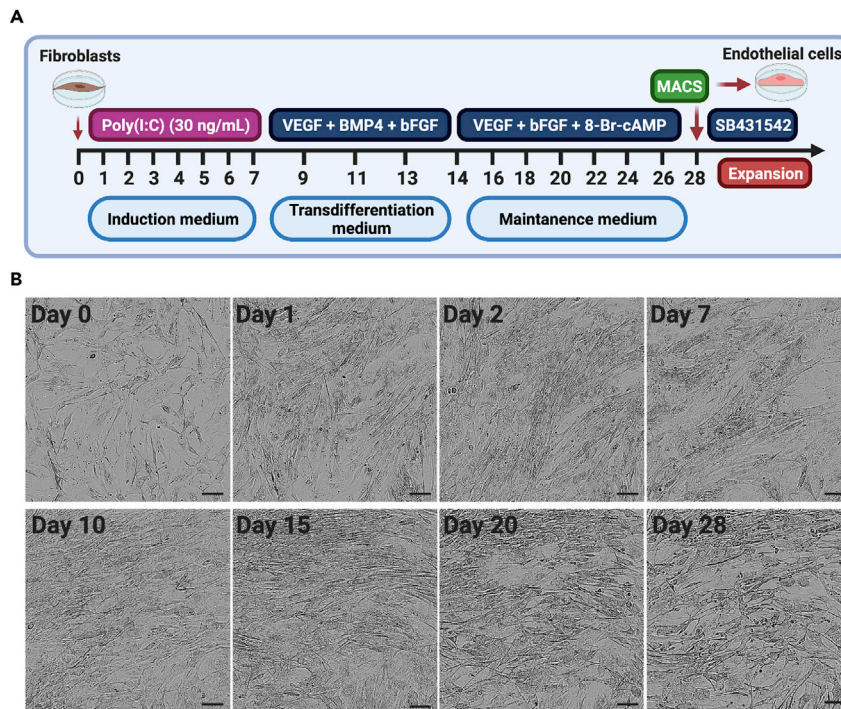 A
Fibroblasts
Endothelial cells
MACS
Poly(I:C) (30 ng/mL)
VEGF + BMP4 + bFGF
VEGF + bFGF + 8-Br-cAMP
SB431542
0 1 2 3 4 5 6 7 9 11 13 14 16 18 20 22 24 26 28
Expansion
Induction medium
Transdifferentiation
medium
Maintanence medium
B
Day 0
Day 1
Day 2
Day 7
Day 10
Day 15
Day 20
Day 28